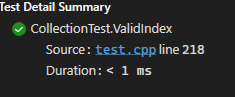 Test Detail Summary
CollectionTest.ValidIndex
Source: test.cpp line 218
Duration: < 1 ms